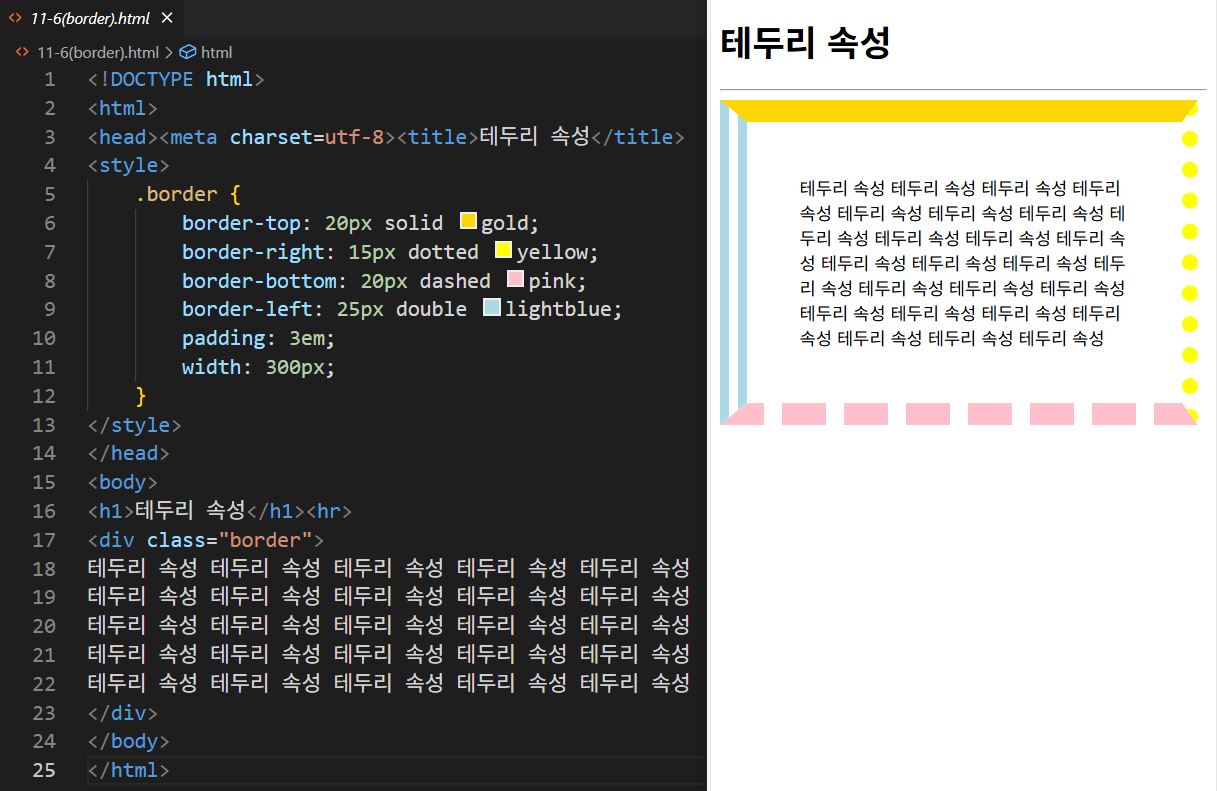 11-6(border).html ×
11-6(border).html > html
1 <!DOCTYPE html>
2 <html>
3 <head><meta charset=utf-8><title>테두리 속성</title>
4 <style>
5     .border {
6         border-top: 20px solid gold;
7         border-right: 15px dotted yellow;
8         border-bottom: 20px dashed pink;
9         border-left: 25px double lightblue;
10         padding: 3em;
11         width: 300px;
12     }
13 </style>
14 </head>
15 <body>
16 <h1>테두리 속성</h1><hr>
17 <div class="border">
18 테두리 속성 테두리 속성 테두리 속성 테두리 속성 테두리 속성
19 테두리 속성 테두리 속성 테두리 속성 테두리 속성 테두리 속성
20 테두리 속성 테두리 속성 테두리 속성 테두리 속성 테두리 속성
21 테두리 속성 테두리 속성 테두리 속성 테두리 속성 테두리 속성
22 테두리 속성 테두리 속성 테두리 속성 테두리 속성 테두리 속성
23 </div>
24 </body>
25 </html>
테두리 속성
테두리 속성 테두리 속성 테두리 속성 테두리
속성 테두리 속성 테두리 속성 테두리 속성 테
두리 속성 테두리 속성 테두리 속성 테두리 속
성 테두리 속성 테두리 속성 테두리 속성 테두
리 속성 테두리 속성 테두리 속성 테두리 속성
테두리 속성 테두리 속성 테두리 속성 테두리
속성 테두리 속성 테두리 속성 테두리 속성